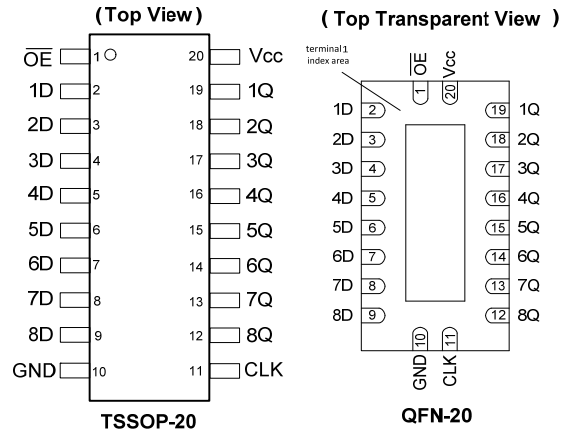 (Top View)
OE 1 20 Vcc
1D 2 19 1Q
2D 3 18 2Q
3D 4 17 3Q
4D 5 16 4Q
5D 6 15 5Q
6D 7 14 6Q
7D 8 13 7Q
8D 9 12 8Q
GND 10 11 CLK
TSSOP-20
(Top Transparent View)
terminal1
index area
OE Vcc
1 20
1D 2 19 1Q
2D 3 18 2Q
3D 4 17 3Q
4D 5 16 4Q
5D 6 15 5Q
6D 7 14 6Q
7D 8 13 7Q
8D 9 12 8Q
10 11
GND CLK
QFN-20